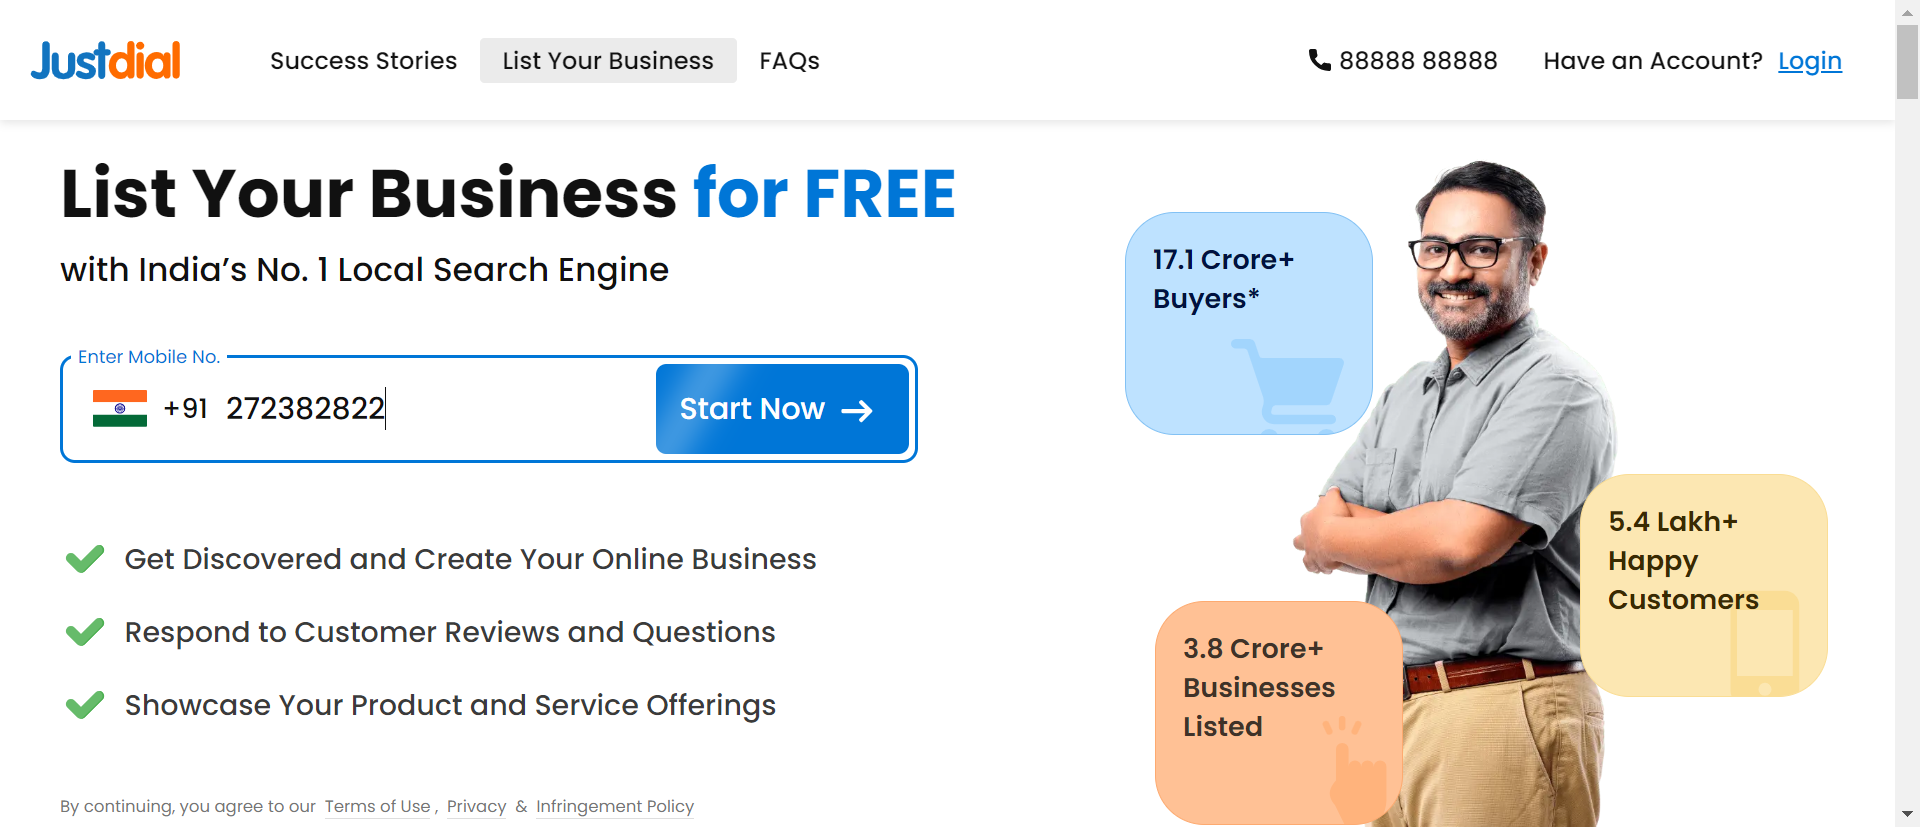 Justdial
Success Stories
List Your Business
FAQs
88888 88888
Have an Account? Login
List Your Business for FREE
with India’s No. 1 Local Search Engine
Enter Mobile No.
+91 272382822
Start Now
Get Discovered and Create Your Online Business
Respond to Customer Reviews and Questions
Showcase Your Product and Service Offerings
By continuing, you agree to our Terms of Use , Privacy & Infringement Policy
17.1 Crore+
Buyers*
5.4 Lakh+
Happy
Customers
3.8 Crore+
Businesses
Listed